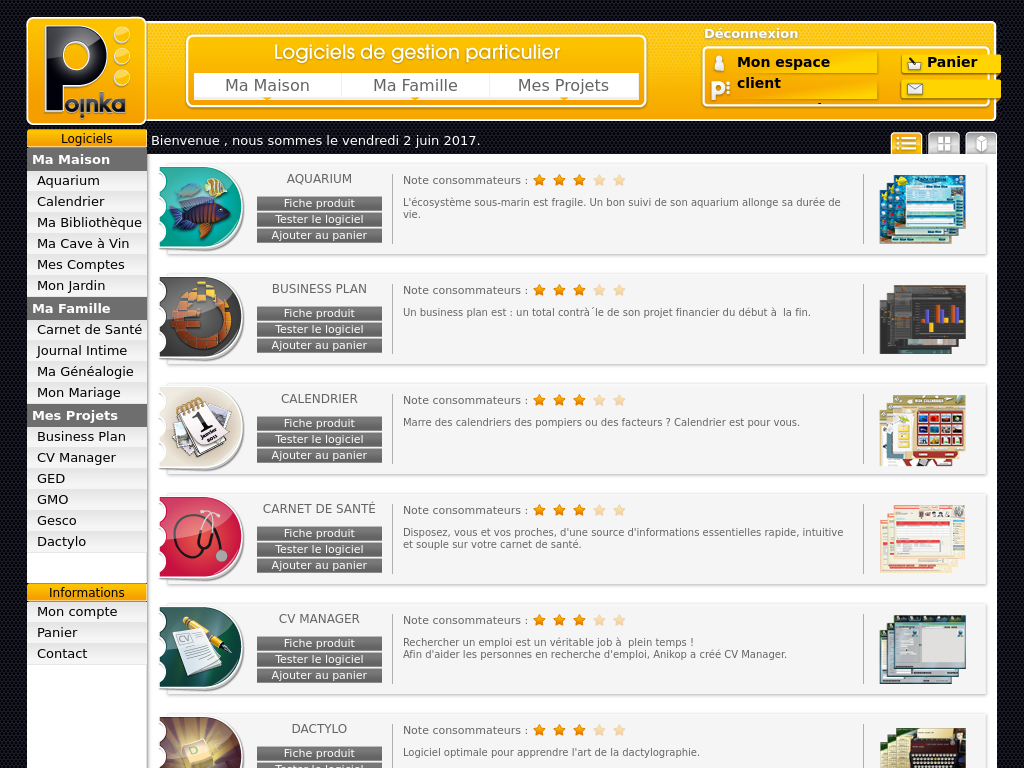 Poinka
Logiciels de gestion particulier
Ma Maison
Ma Famille
Mes Projets
Déconnexion
Mon espace client
Panier
Logiciels
Bienvenue , nous sommes le vendredi 2 juin 2017.
Ma Maison
Aquarium
Calendrier
Ma Bibliothèque
Ma Cave à Vin
Mes Comptes
Mon Jardin
Ma Famille
Carnet de Santé
Journal Intime
Ma Généalogie
Mon Mariage
Mes Projets
Business Plan
CV Manager
GED
GMO
Gesco
Dactylo
Informations
Mon compte
Panier
Contact
AQUARIUM
Fiche produit
Tester le logiciel
Ajouter au panier
Note consommateurs :
L'écosystème sous-marin est fragile. Un bon suivi de son aquarium allonge sa durée de
vie.
BUSINESS PLAN
Fiche produit
Tester le logiciel
Ajouter au panier
Note consommateurs :
Un business plan est : un total contrà´le de son projet financier du début à  la fin.
1
Janvier
CALENDRIER
Fiche produit
Tester le logiciel
Ajouter au panier
Note consommateurs :
Marre des calendriers des pompiers ou des facteurs ? Calendrier est pour vous.
CARNET DE SANTÉ
Fiche produit
Tester le logiciel
Ajouter au panier
Note consommateurs :
Disposez, vous et vos proches, d'une source d'informations essentielles rapide, intuitive
et souple sur votre carnet de santé.
CV
CV MANAGER
Fiche produit
Tester le logiciel
Ajouter au panier
Note consommateurs :
Rechercher un emploi est un véritable job à  plein temps !
Afin d'aider les personnes en recherche d'emploi, Anikop a créé CV Manager.
DACTYLO
Fiche produit
Tester le logiciel
Note consommateurs :
Logiciel optimale pour apprendre l'art de la dactylographie.